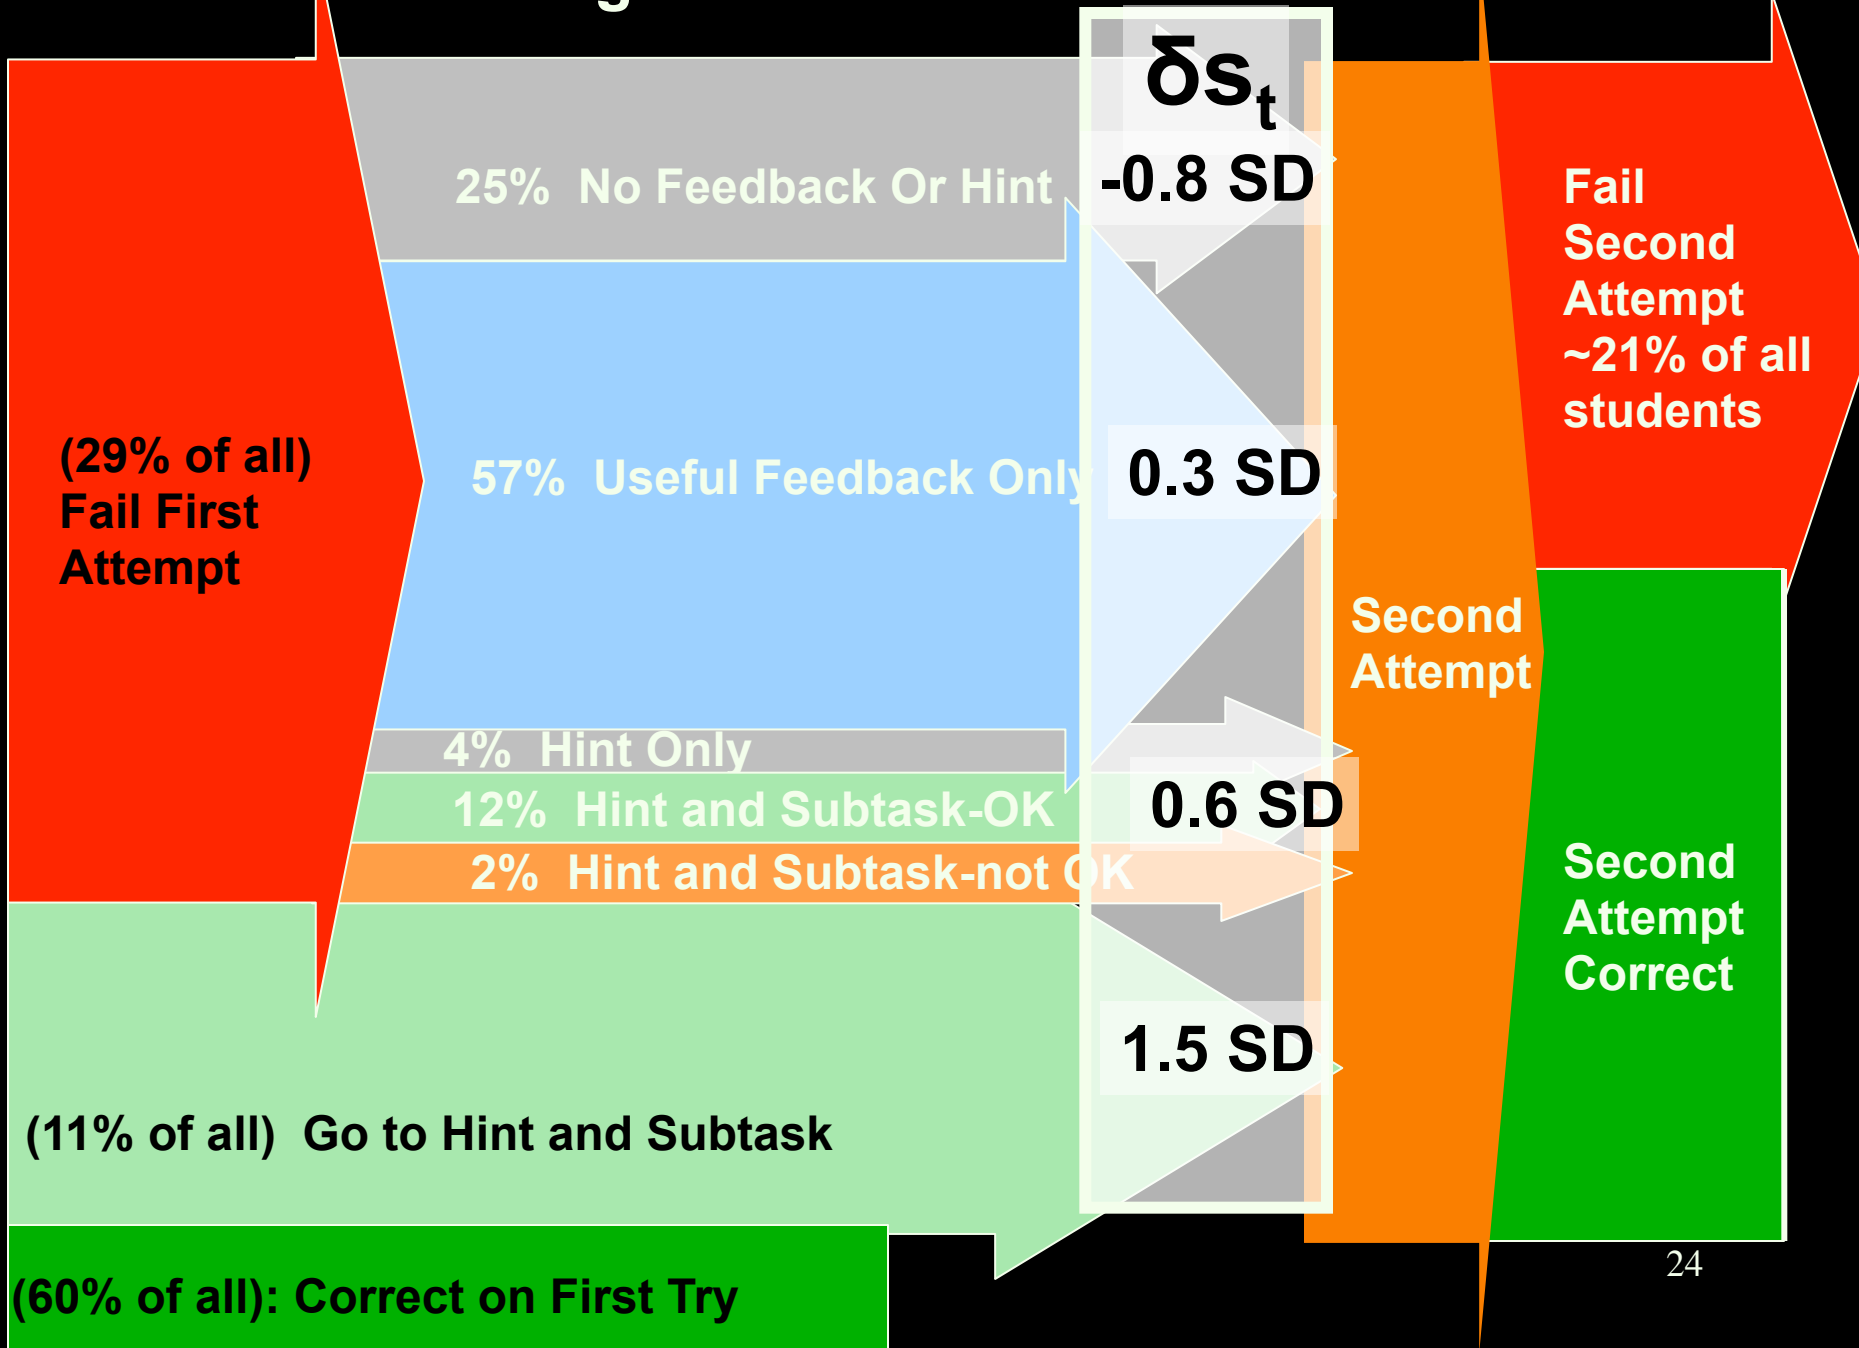 δst
25% No Feedback Or Hint
-0.8 SD
Fail
Second
Attempt
~21% of all
students
(29% of all)
Fail First
Attempt
57% Useful Feedback Only
0.3 SD
Second
Attempt
4% Hint Only
12% Hint and Subtask-OK
0.6 SD
2% Hint and Subtask-not OK
Second
Attempt
Correct
1.5 SD
(11% of all) Go to Hint and Subtask
24
(60% of all): Correct on First Try